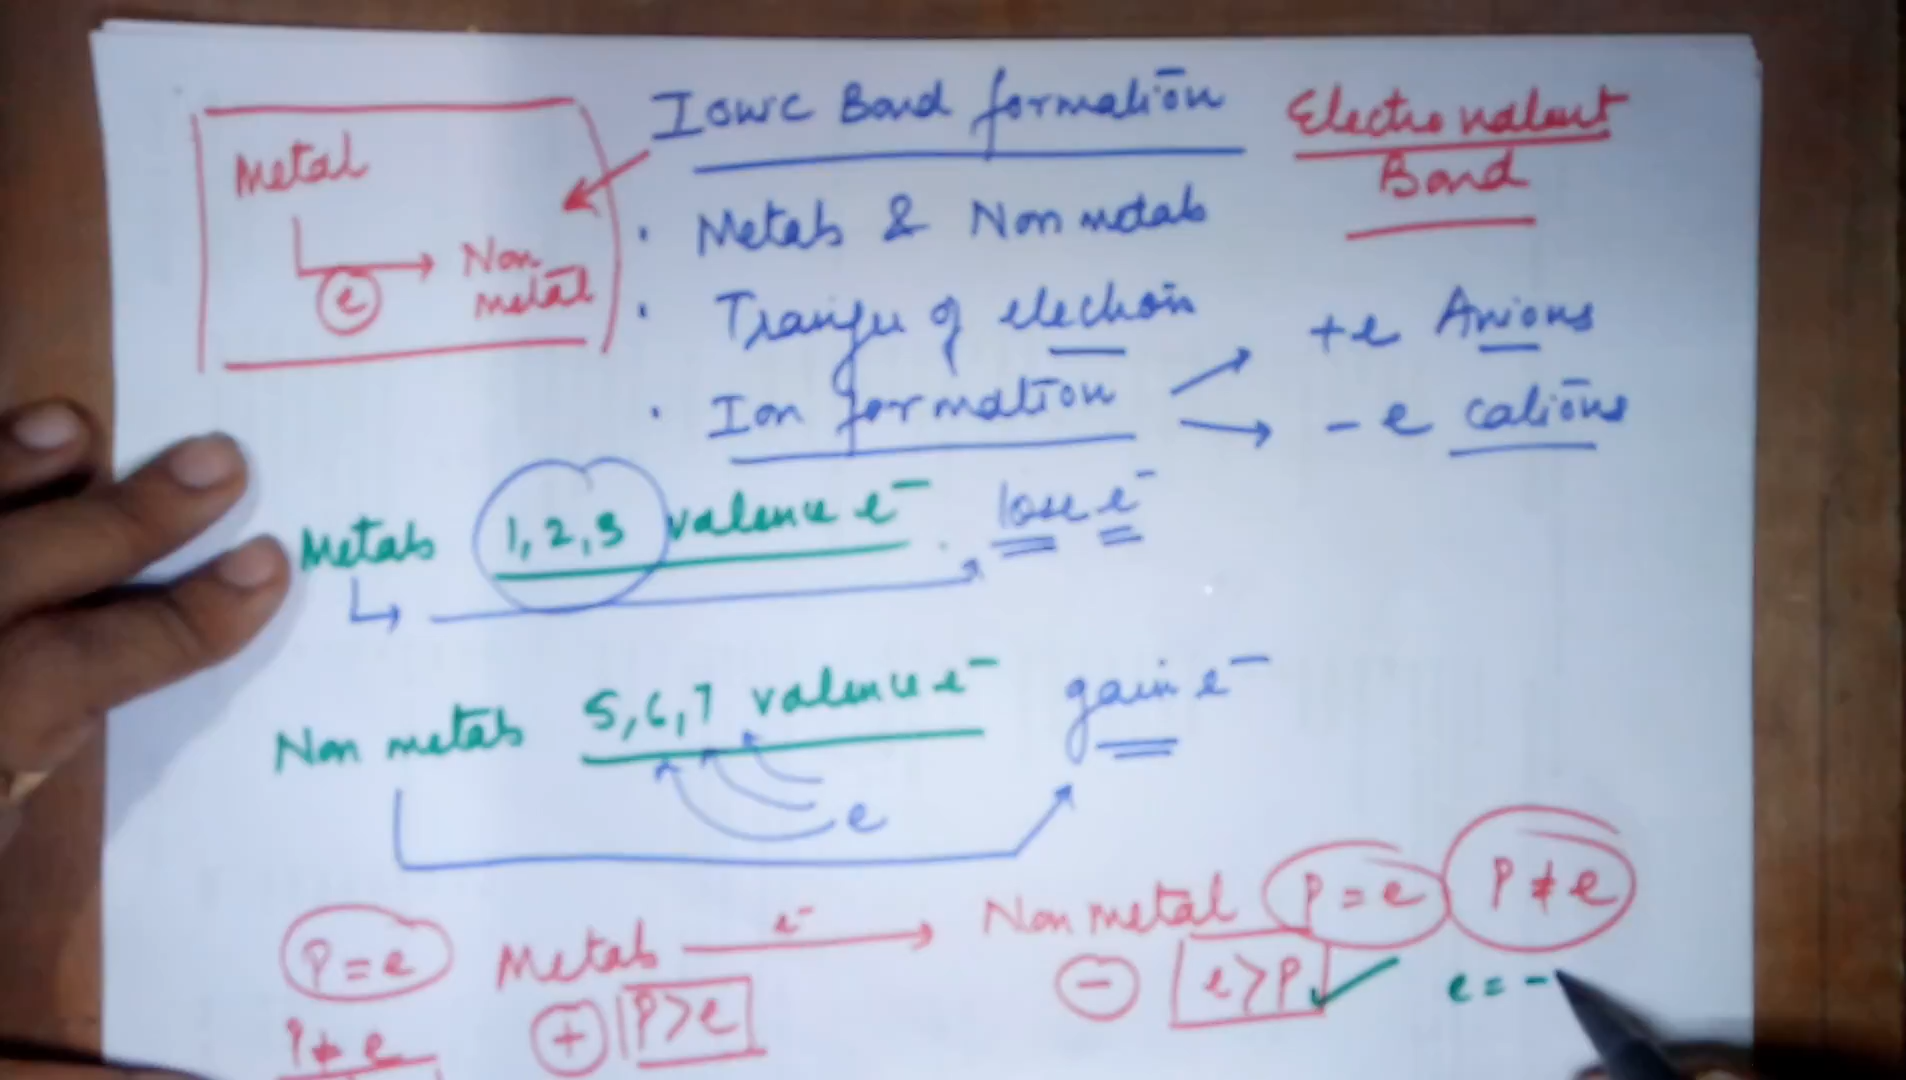 Ionic Bond formation
Electrovalent
Bond
Metal
Non
metal
e
• Metals & Non metals
• Transfer of electron
+e Anions
• Ion formation
- e cations
Metals 1,2,3 valence e⁻. lose e⁻
Non metals 5,6,7 valence e⁻ gain e⁻
e
P = e Metals e⁻ Non metal P = e P ≠ e
+ P>e - e>P e = -
P ≠ e